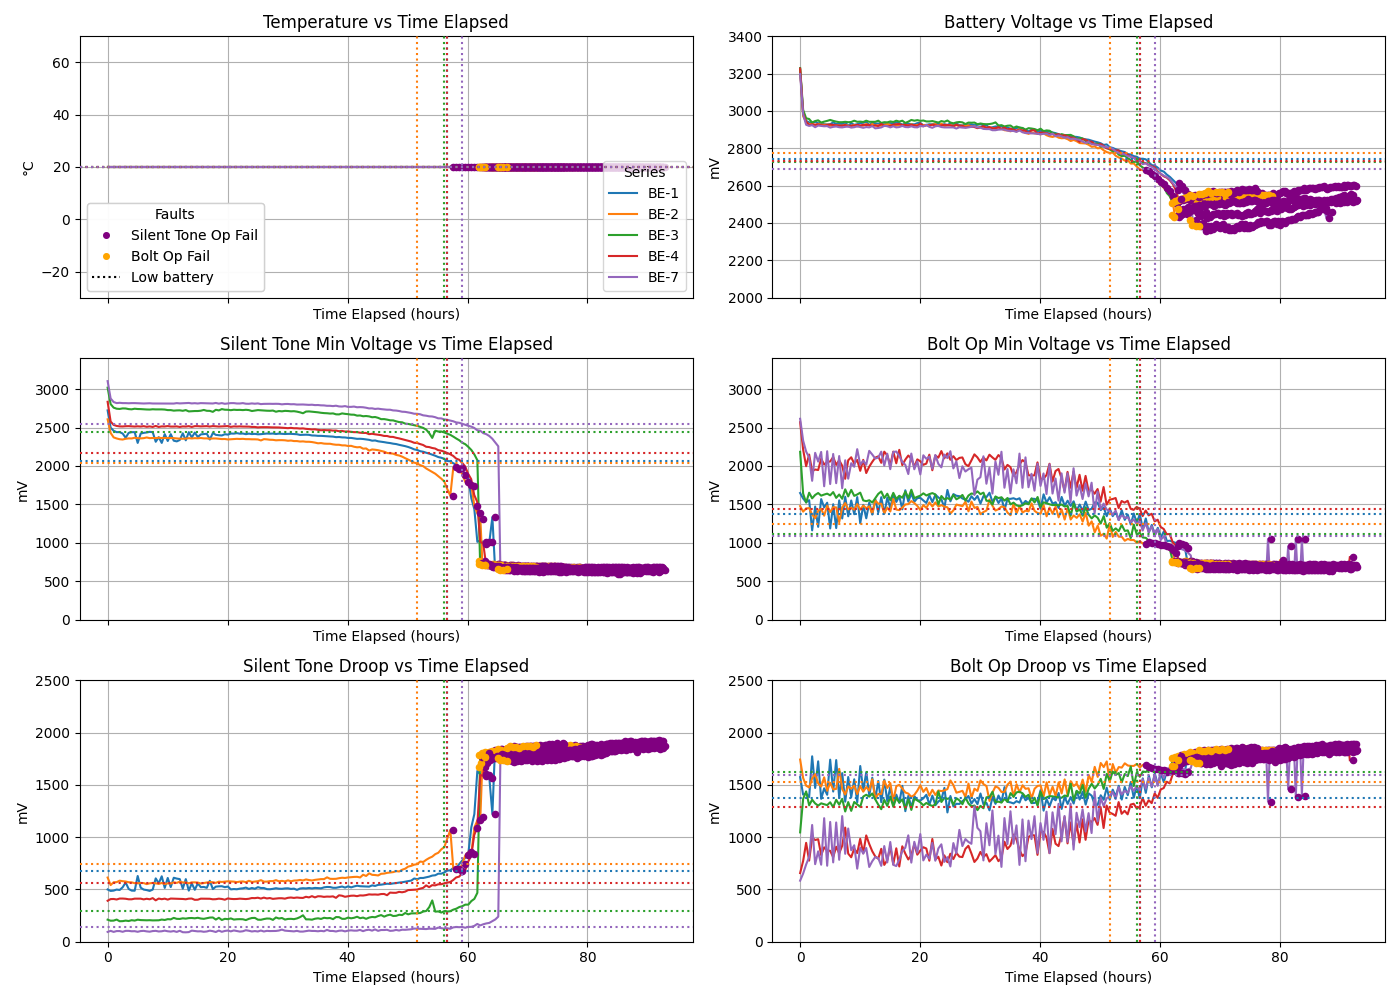 Temperature vs Time Elapsed
60
40
20
0
−20
°C
Time Elapsed (hours)
Faults
Silent Tone Op Fail
Bolt Op Fail
Low battery
Series
BE-1
BE-2
BE-3
BE-4
BE-7
Battery Voltage vs Time Elapsed
3400
3200
3000
2800
2600
2400
2200
2000
mV
Time Elapsed (hours)
Silent Tone Min Voltage vs Time Elapsed
3000
2500
2000
1500
1000
500
0
mV
Time Elapsed (hours)
Bolt Op Min Voltage vs Time Elapsed
3000
2500
2000
1500
1000
500
0
mV
Time Elapsed (hours)
Silent Tone Droop vs Time Elapsed
2500
2000
1500
1000
500
0
mV
0 20 40 60 80
Time Elapsed (hours)
Bolt Op Droop vs Time Elapsed
2500
2000
1500
1000
500
0
mV
0 20 40 60 80
Time Elapsed (hours)